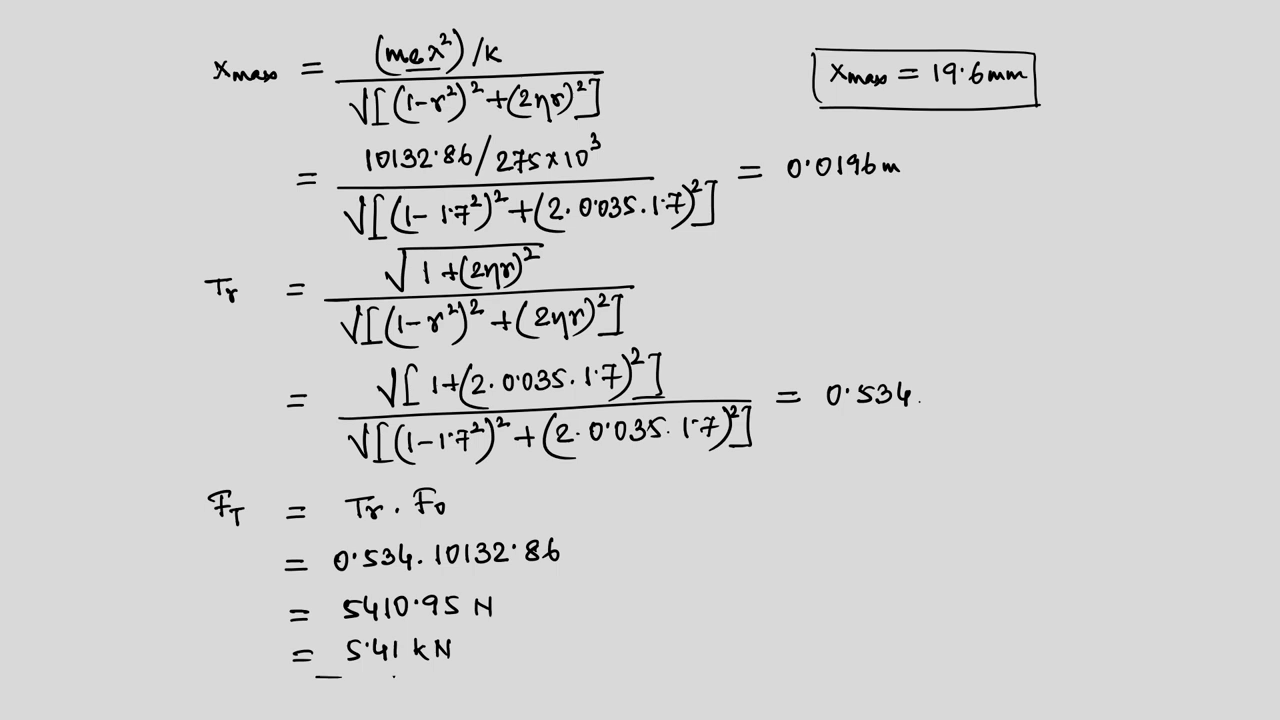 xmax = (meλ²)/k / √[(1-r²)²+(2ηr)²]
xmax = 19.6mm
= 10132.86/275×10³ / √[(1-1.7²)²+(2.0.035.1.7)²] = 0.0196m
Tr = √1+(2ηr)² / √[(1-r²)²+(2ηr)²]
= √[1+(2.0.035.1.7)²] / √[(1-1.7²)²+(2.0.035.1.7)²] = 0.534.
FT = Tr . F0
= 0.534.10132.86
= 5410.95 N
= 5.41 kN